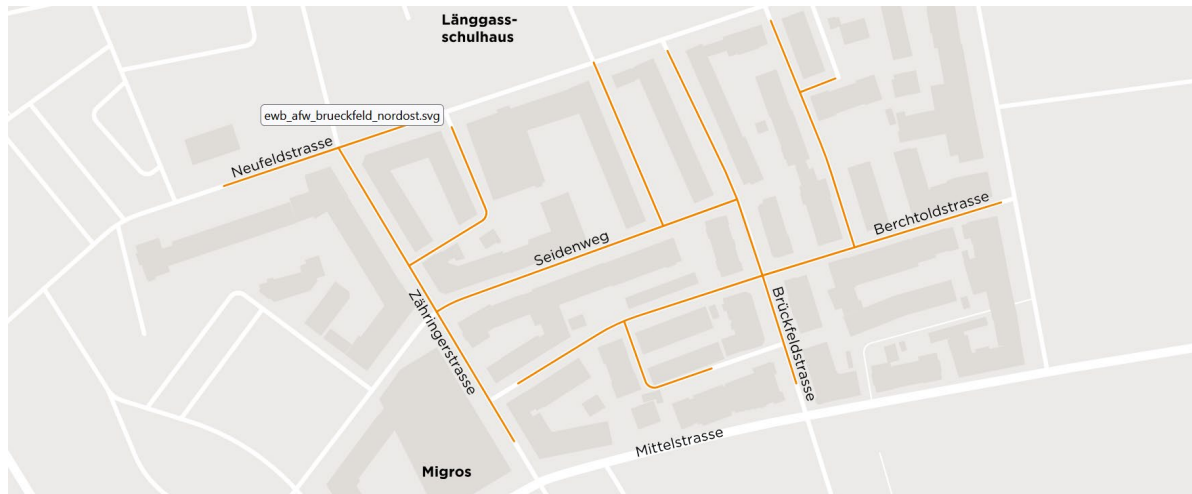 Länggass-
schulhaus
ewb_afw_brueckfeld_nordost.svg
Neufeldstrasse
Berchtoldstrasse
Seidenweg
Zähringerstrasse
Brückfeldstrasse
Mittelstrasse
Migros